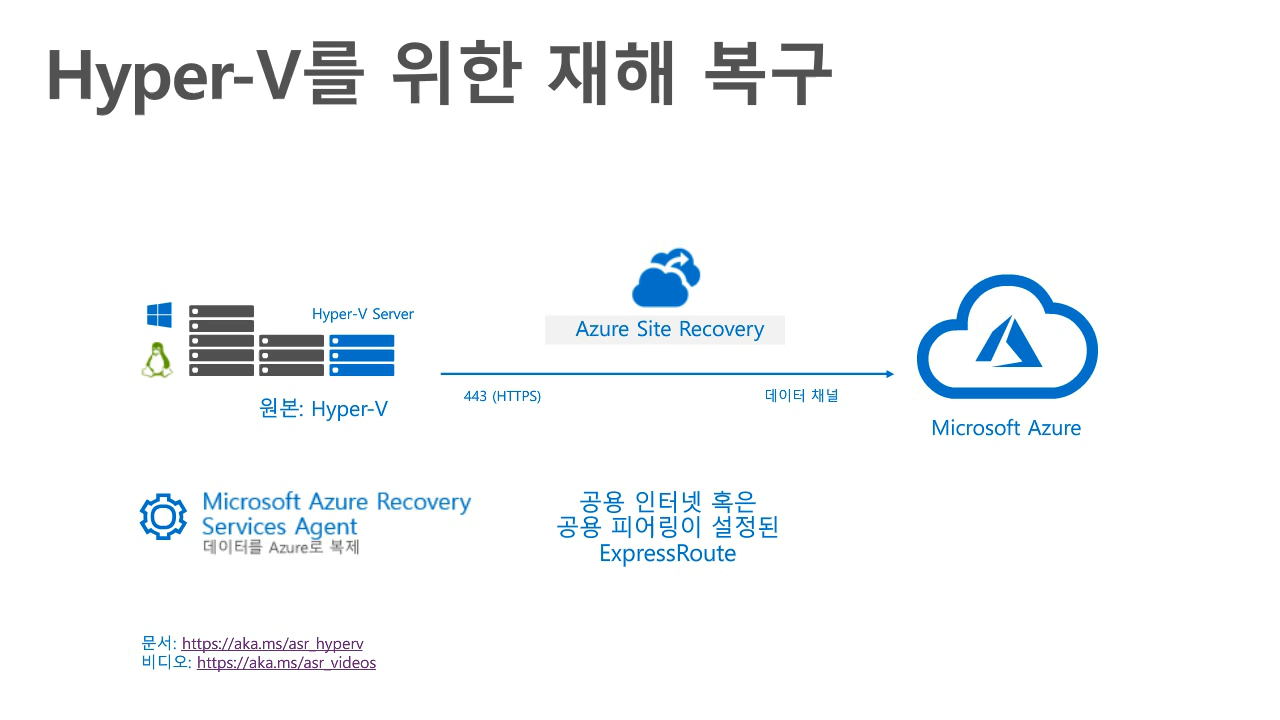 Hyper-V를 위한 재해 복구
Hyper-V Server
Azure Site Recovery
443 (HTTPS)
데이터 채널
원본: Hyper-V
Microsoft Azure
Microsoft Azure Recovery
Services Agent
데이터를 Azure로 복제
공용 인터넷 혹은
공용 피어링이 설정된
ExpressRoute
문서: https://aka.ms/asr_hyperv
비디오: https://aka.ms/asr_videos